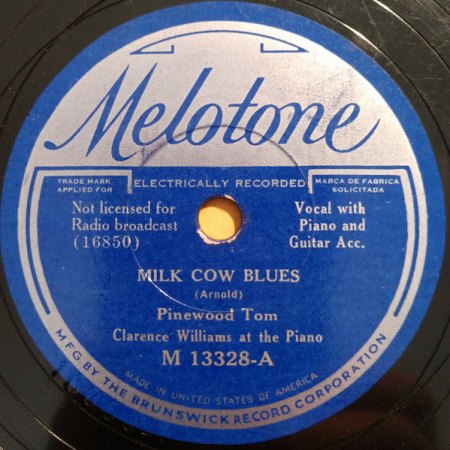 Melotone
TRADE MARK
APPLIED FOR
ELECTRICALLY RECORDED
MARCA DE FABRICA
SOLICITADA
Not licensed for
Radio broadcast
(16850)
Vocal with
Piano and
Guitar Acc.
MILK COW BLUES
(Arnold)
Pinewood Tom
Clarence Williams at the Piano
M 13328-A
MADE IN UNITED STATES OF AMERICA
MFG. BY THE BRUNSWICK RECORD CORPORATION